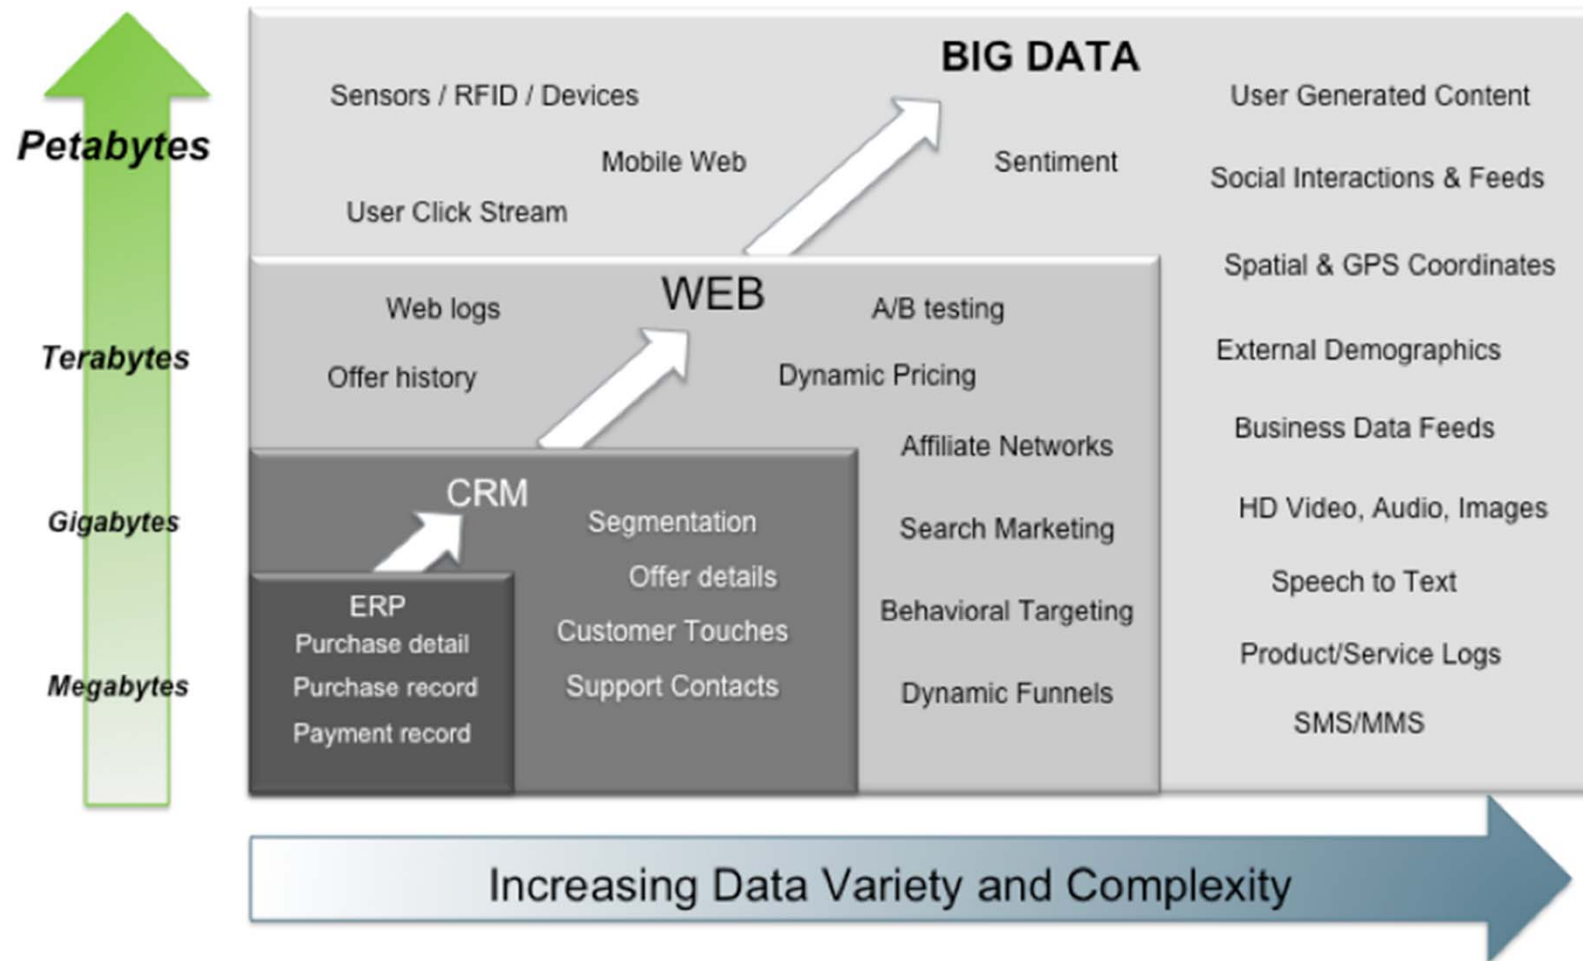 BIG DATA
Sensors / RFID / Devices
User Generated Content
Petabytes
Mobile Web
Sentiment
Social Interactions & Feeds
User Click Stream
Spatial & GPS Coordinates
WEB
Web logs
A/B testing
Terabytes
External Demographics
Offer history
Dynamic Pricing
Business Data Feeds
Affiliate Networks
CRM
Gigabytes
Segmentation
Search Marketing
HD Video, Audio, Images
Offer details
Speech to Text
ERP
Behavioral Targeting
Purchase detail
Customer Touches
Product/Service Logs
Megabytes
Purchase record
Support Contacts
Dynamic Funnels
SMS/MMS
Payment record
Increasing Data Variety and Complexity